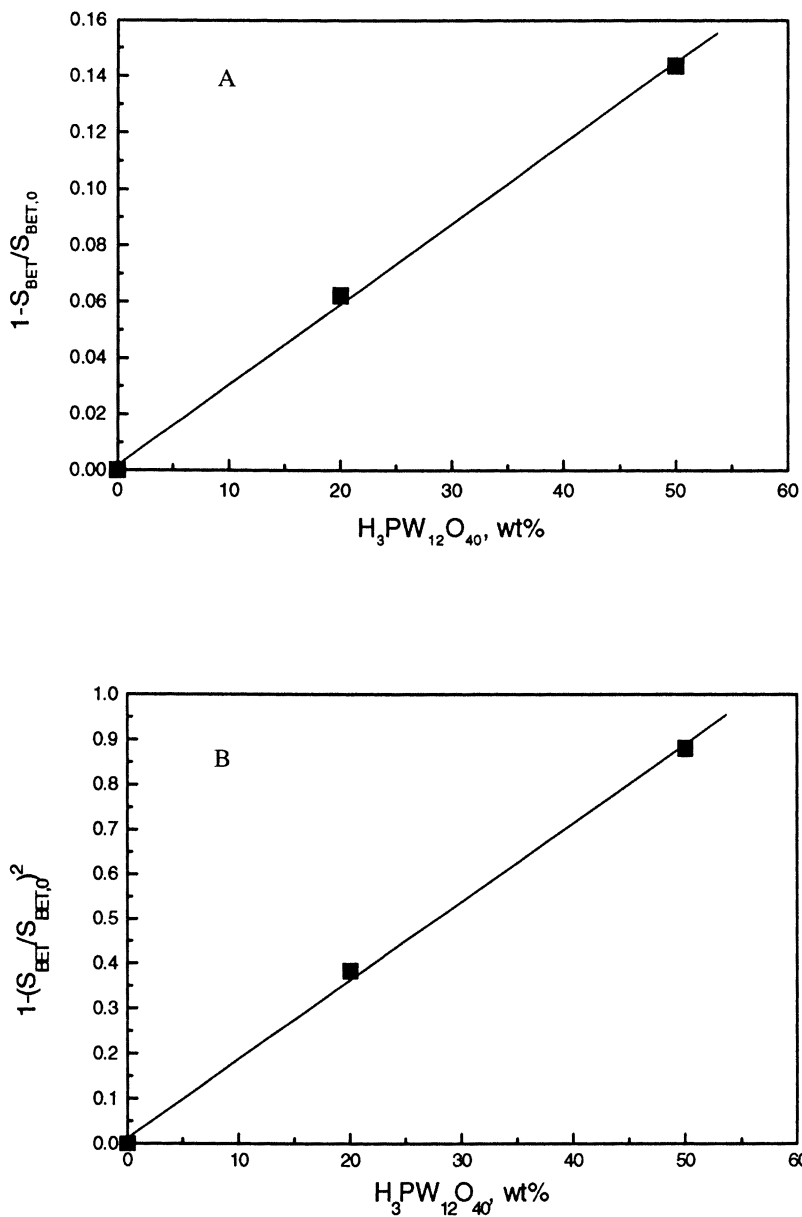 0.16
0.14
0.12
0.10
0.08
0.06
0.04
0.02
0.00
A
1-S_BET/S_BET,0
0 10 20 30 40 50 60
H₃PW₁₂O₄₀, wt%
1.0
0.9
0.8
0.7
0.6
0.5
0.4
0.3
0.2
0.1
0.0
B
1-(S_BET/S_BET,0)²
0 10 20 30 40 50 60
H₃PW₁₂O₄₀, wt%